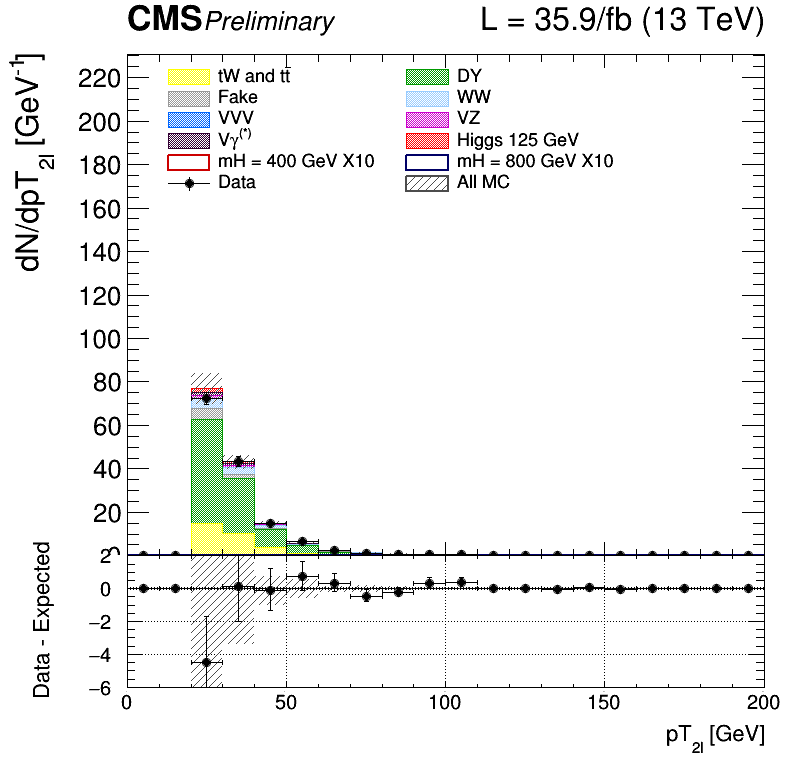 CMS Preliminary L = 35.9/fb (13 TeV)
dN/dpT_2l [GeV^-1]
220
200
180
160
140
120
100
80
60
40
20
tW and tt̄ DY
Fake WW
VVV VZ
Vγ(*) Higgs 125 GeV
mH = 400 GeV X10 mH = 800 GeV X10
Data All MC
Data - Expected
2
0
−2
−4
−6
0 50 100 150 200
pT_2l [GeV]